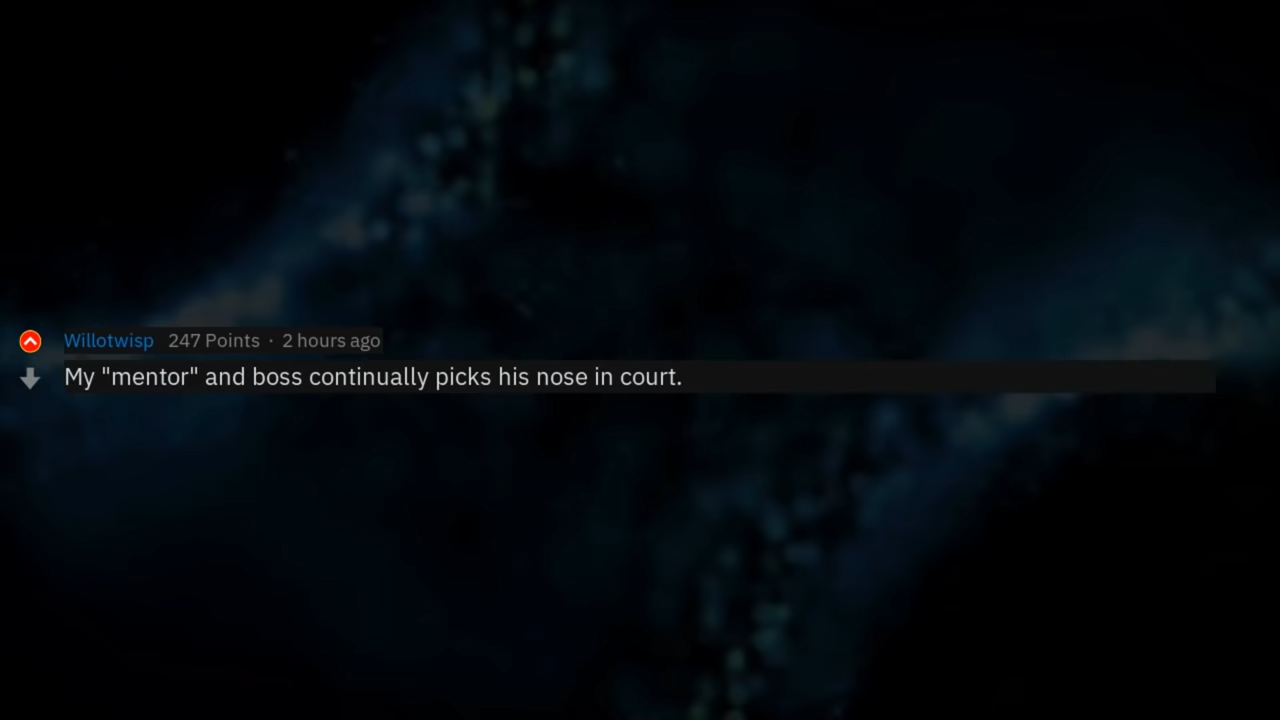 Willotwisp 247 Points · 2 hours ago
My "mentor" and boss continually picks his nose in court.